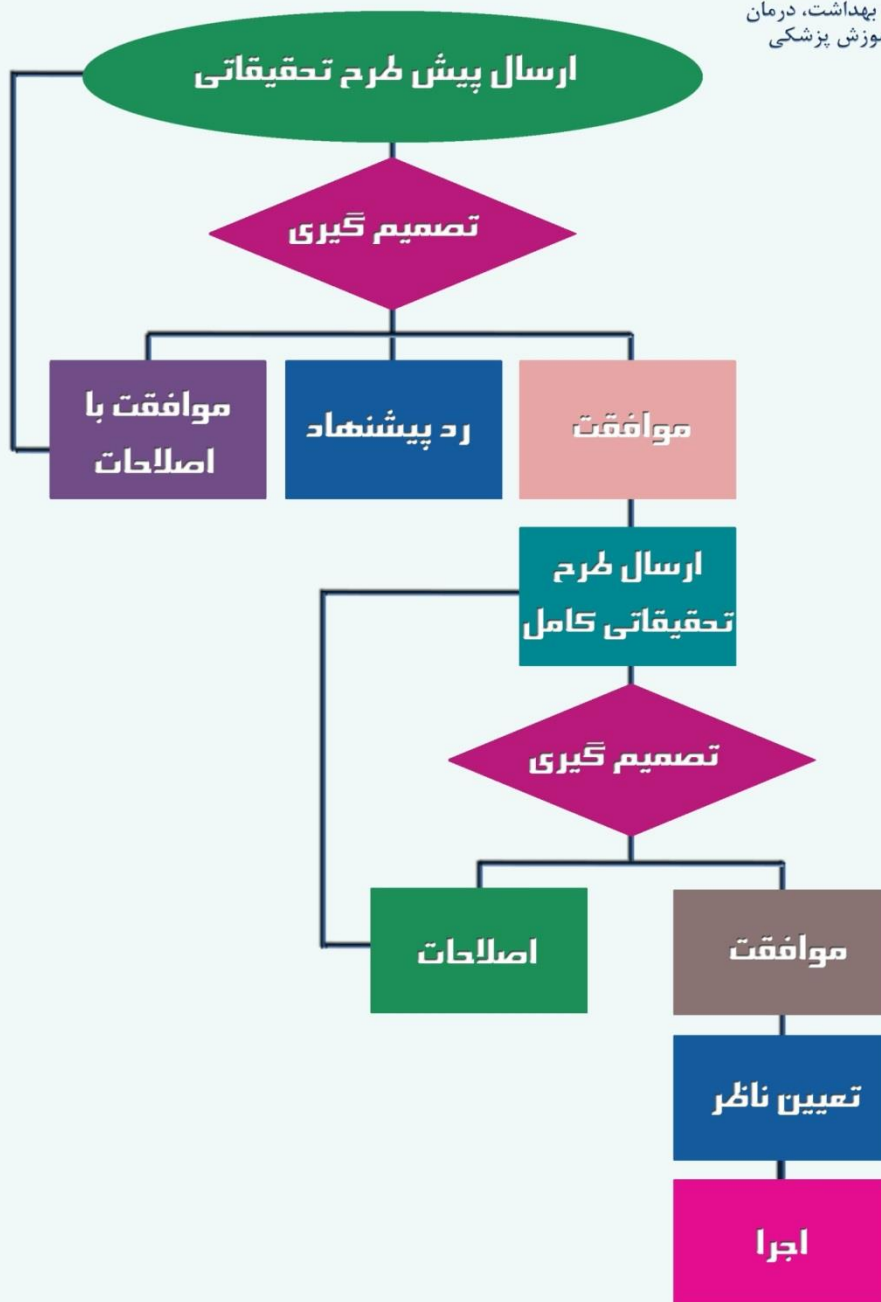 بهداشت، درمان
پزشکی
ارسال پیش طرح تحقیقاتی
تصمیم گیری
موافقت
رد پیشنهاد
موافقت با
اصلاحات
ارسال طرح
تحقیقاتی کامل
تصمیم گیری
موافقت
اصلاحات
تعیین ناظر
اجرا